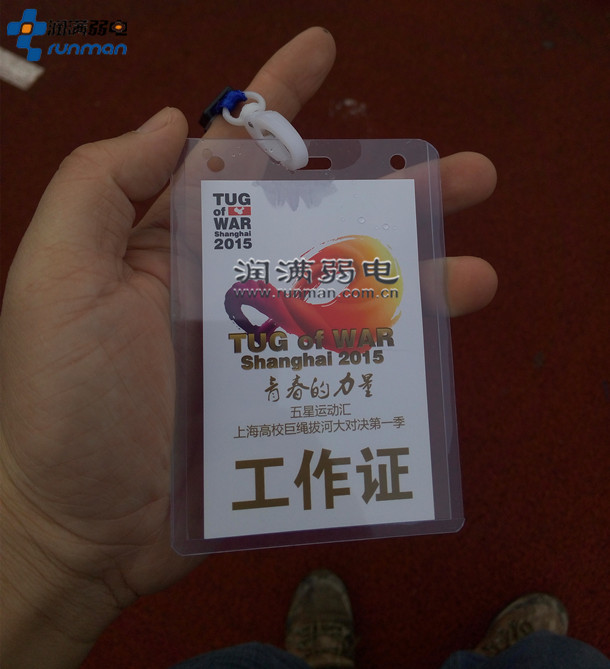 润满弱电
runman
TUG
of
WAR
Shanghai
2015
润满弱电
www.runman.com.cn
TUG of WAR
Shanghai 2015
青春的力量
五星运动汇
上海高校巨绳拔河大对决第一季
工作证